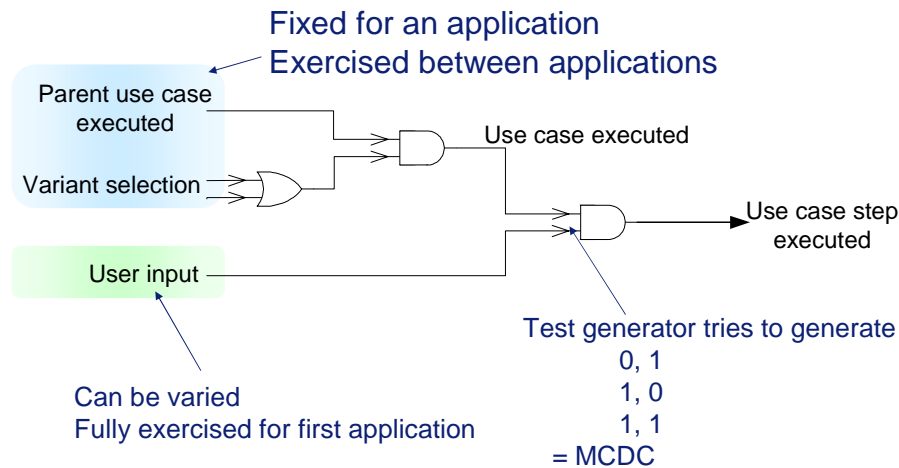 Fixed for an application
Exercised between applications
Parent use case
executed
Use case executed
Variant selection
Use case step
executed
User input
Test generator tries to generate
0, 1
1, 0
1, 1
= MCDC
Can be varied
Fully exercised for first application